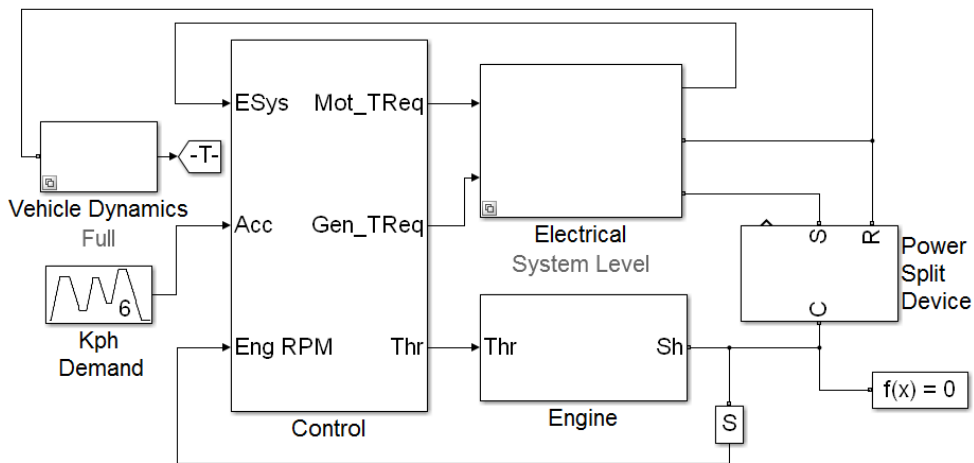 ESys
Mot_TReq
-T-
Vehicle Dynamics
Full
Acc
Gen_TReq
Electrical
System Level
S
R
Power
Split
Device
C
6
Kph
Demand
Eng RPM
Thr
Thr
Sh
f(x) = 0
Control
Engine
S